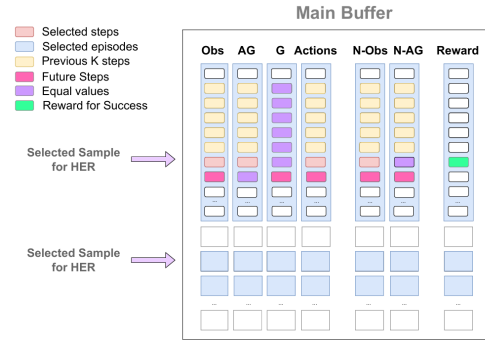 Main Buffer
Selected steps
Selected episodes
Previous K steps
Future Steps
Equal values
Reward for Success
Obs AG G Actions N-Obs N-AG Reward
Selected Sample
for HER
... ... ... ... ... ... ...
Selected Sample
for HER
... ... ... ... ... ... ...